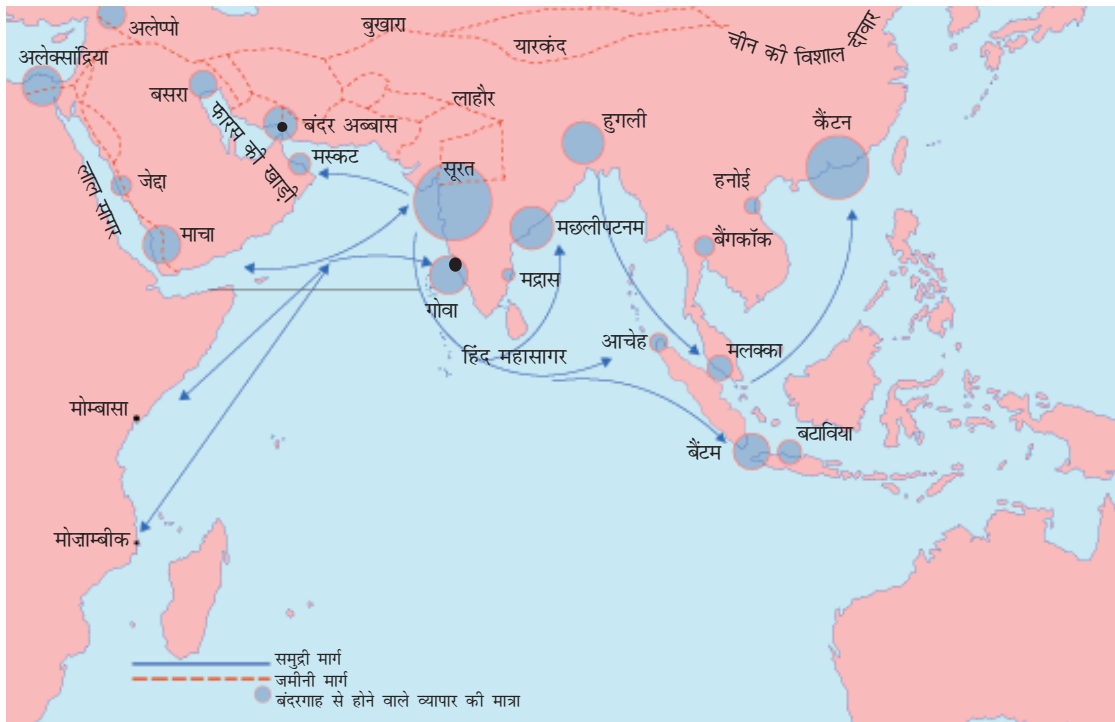 अलेप्पो
बुखारा
यारकंद
चीन की विशाल दीवार
अलेक्सांद्रिया
बसरा
लाहौर
फारस की खाड़ी
बंदर अब्बास
हुगली
कैंटन
मस्कट
सूरत
लाल सागर
जेद्दा
हनोई
माचा
मछलीपटनम
बैंगकॉक
मद्रास
गोवा
आचेह
हिंद महासागर
मलक्का
मोम्बासा
बैंटम
बटाविया
मोज़ाम्बीक
समुद्री मार्ग
जमीनी मार्ग
बंदरगाह से होने वाले व्यापार की मात्रा